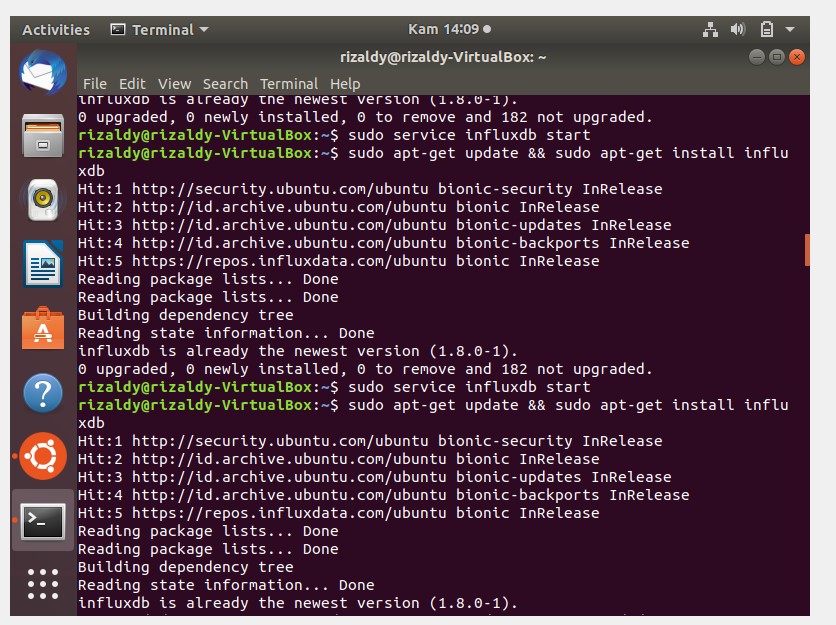 Activities Terminal Kam 14:09
rizaldy@rizaldy-VirtualBox: ~
File Edit View Search Terminal Help
influxdb is already the newest version (1.8.0-1).
0 upgraded, 0 newly installed, 0 to remove and 182 not upgraded.
rizaldy@rizaldy-VirtualBox:~$ sudo service influxdb start
rizaldy@rizaldy-VirtualBox:~$ sudo apt-get update && sudo apt-get install influ
xdb
Hit:1 http://security.ubuntu.com/ubuntu bionic-security InRelease
Hit:2 http://id.archive.ubuntu.com/ubuntu bionic InRelease
Hit:3 http://id.archive.ubuntu.com/ubuntu bionic-updates InRelease
Hit:4 http://id.archive.ubuntu.com/ubuntu bionic-backports InRelease
Hit:5 https://repos.influxdata.com/ubuntu bionic InRelease
Reading package lists... Done
Reading package lists... Done
Building dependency tree
Reading state information... Done
influxdb is already the newest version (1.8.0-1).
0 upgraded, 0 newly installed, 0 to remove and 182 not upgraded.
rizaldy@rizaldy-VirtualBox:~$ sudo service influxdb start
rizaldy@rizaldy-VirtualBox:~$ sudo apt-get update && sudo apt-get install influ
xdb
Hit:1 http://security.ubuntu.com/ubuntu bionic-security InRelease
Hit:2 http://id.archive.ubuntu.com/ubuntu bionic InRelease
Hit:3 http://id.archive.ubuntu.com/ubuntu bionic-updates InRelease
Hit:4 http://id.archive.ubuntu.com/ubuntu bionic-backports InRelease
Hit:5 https://repos.influxdata.com/ubuntu bionic InRelease
Reading package lists... Done
Reading package lists... Done
Building dependency tree
Reading state information... Done
influxdb is already the newest version (1.8.0-1).